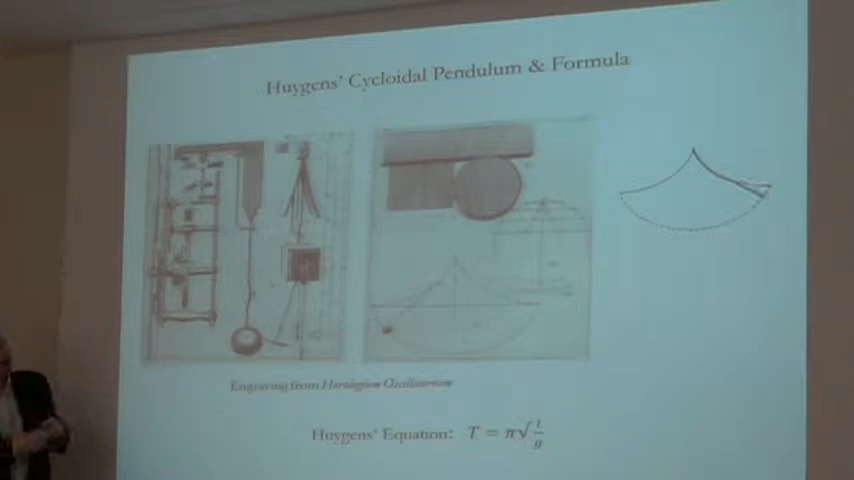 Huygens' Cycloidal Pendulum & Formula
Engraving from Horologium Oscillatorium
Huygens' Equation: T = π√l/g